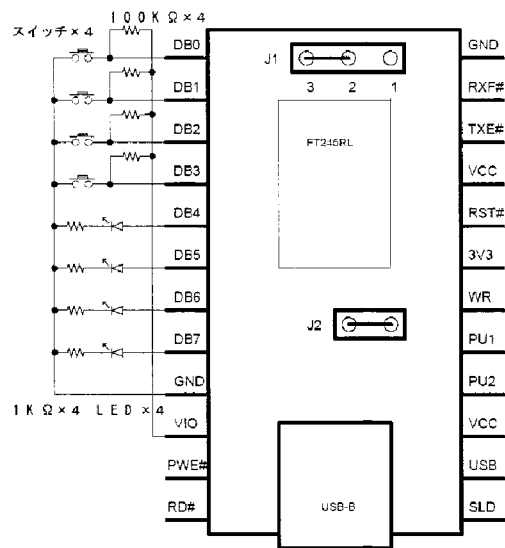 100KΩ×4
スイッチ×4
DB0
DB1
DB2
DB3
DB4
DB5
DB6
DB7
GND
1KΩ×4 LED×4
VIO
PWE#
RD#
J1
3 2 1
FT245RL
J2
USB-B
GND
RXF#
TXE#
VCC
RST#
3V3
WR
PU1
PU2
VCC
USB
SLD